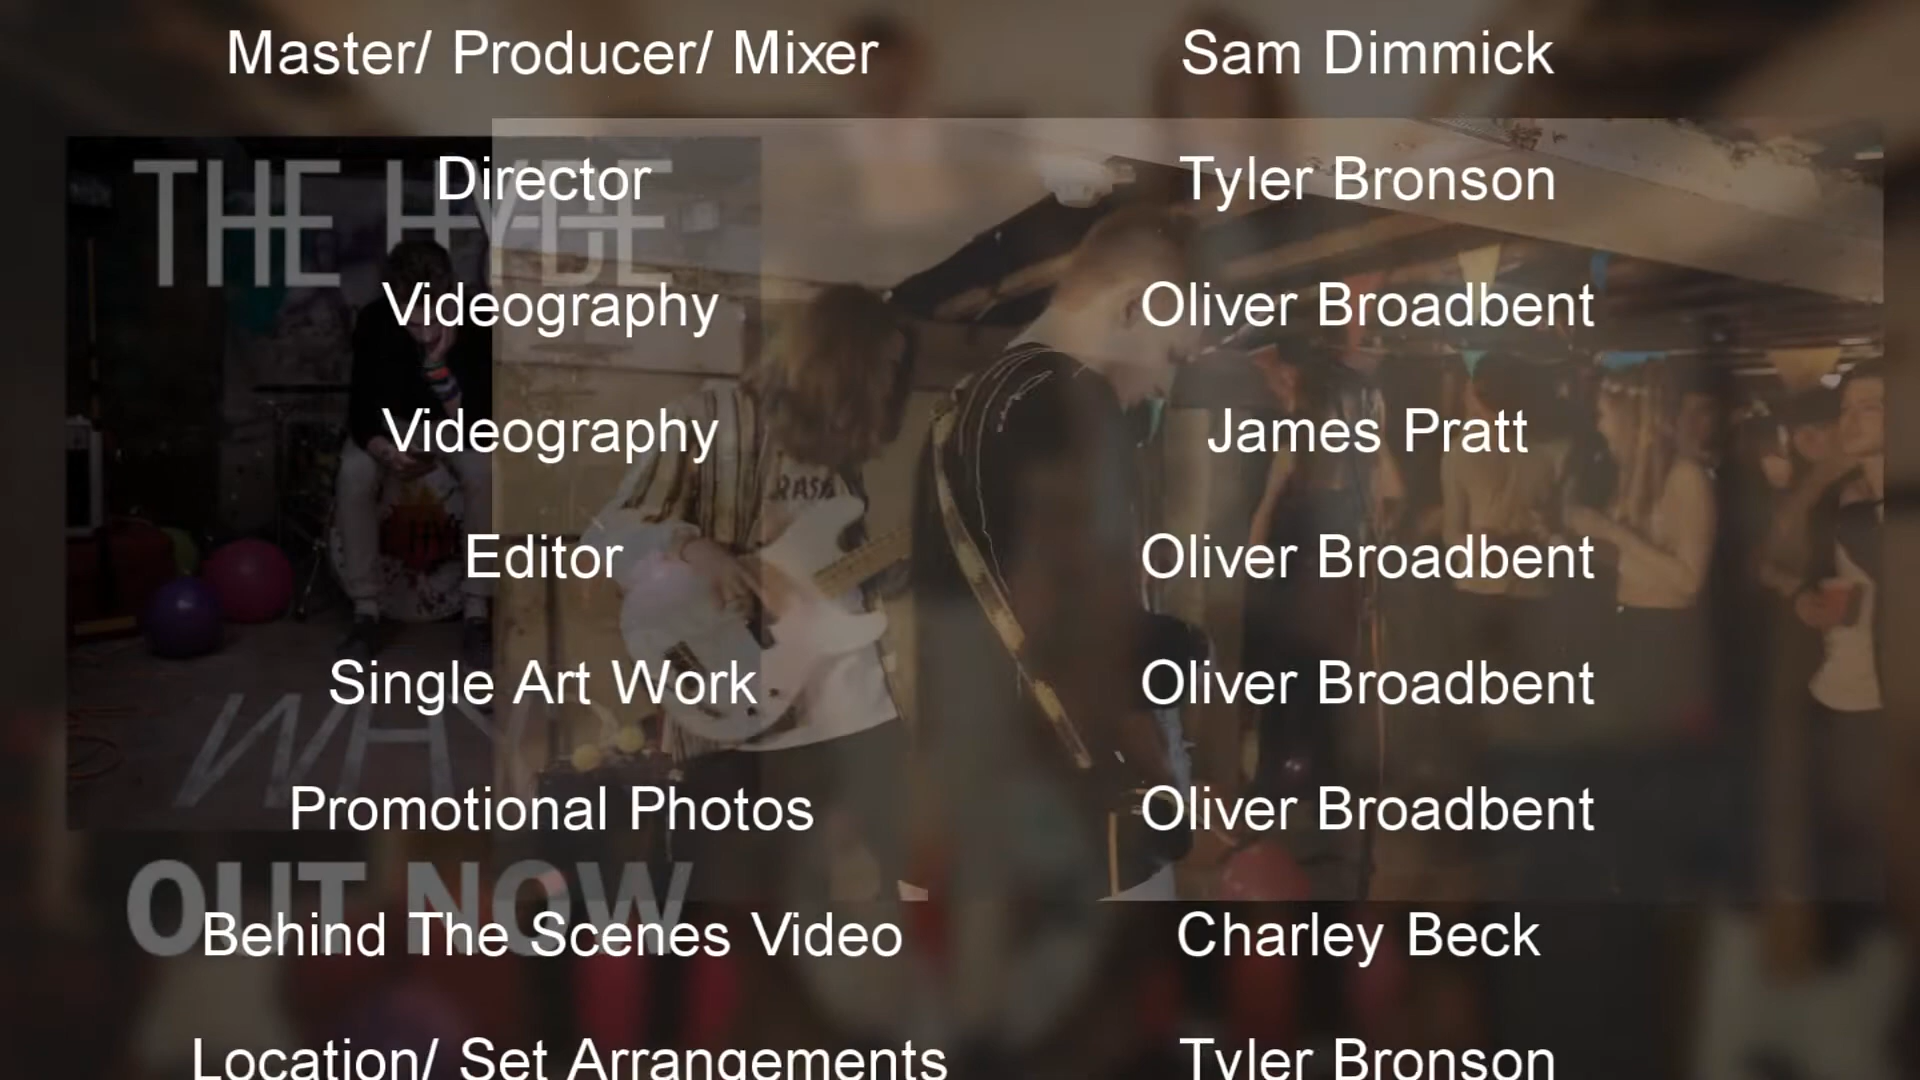 Master/ Producer/ Mixer Sam Dimmick
THE HYDE
Director Tyler Bronson
Videography Oliver Broadbent
Videography James Pratt
Editor Oliver Broadbent
Single Art Work Oliver Broadbent
WHY
Promotional Photos Oliver Broadbent
OUT NOW
Behind The Scenes Video Charley Beck
Location/ Set Arrangements Tyler Bronson